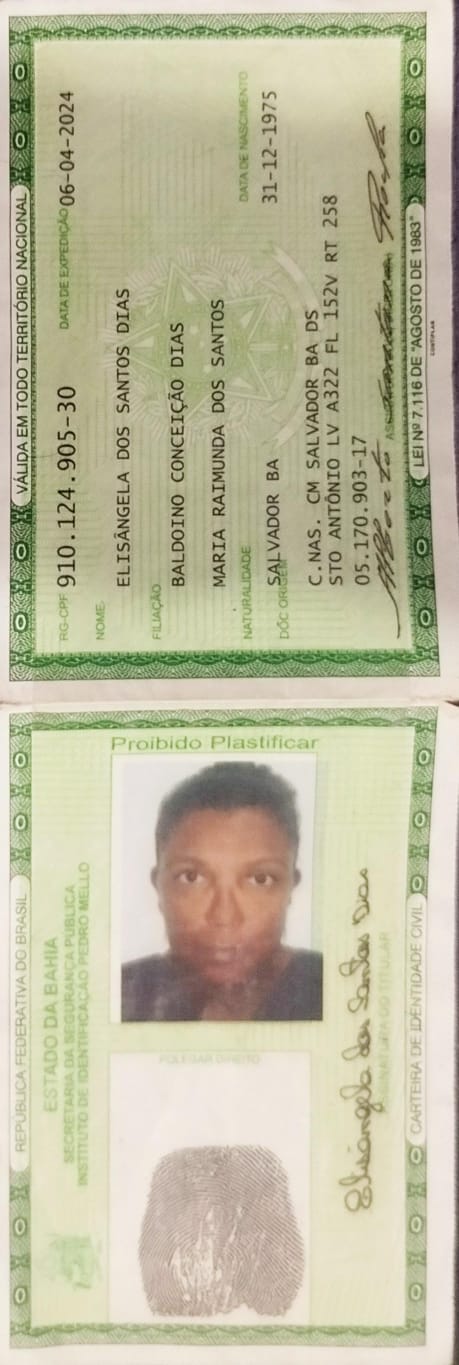 VÁLIDA EM TODO TERRITÓRIO NACIONAL
RG-CPF 910.124.905-30 DATA DE EXPEDIÇÃO 06-04-2024
NOME
ELISÂNGELA DOS SANTOS DIAS
FILIAÇÃO
BALDOINO CONCEIÇÃO DIAS
MARIA RAIMUNDA DOS SANTOS
NATURALIDADE DATA DE NASCIMENTO
SALVADOR BA 31-12-1975
DOC ORIGEM
C.NAS. CM SALVADOR BA DS
STO ANTÔNIO LV A322 FL 152V RT 258
05.170.903-17
LEI Nº 7.116 DE "AGOSTO DE 1983"
REPÚBLICA FEDERATIVA DO BRASIL
ESTADO DA BAHIA
SECRETARIA DA SEGURANÇA PÚBLICA
INSTITUTO DE IDENTIFICAÇÃO PEDRO MELLO
Proibido Plastificar
POLEGAR DIREITO
Elisângela dos Santos Dias
ASSINATURA DO TITULAR
CARTEIRA DE IDENTIDADE CIVIL